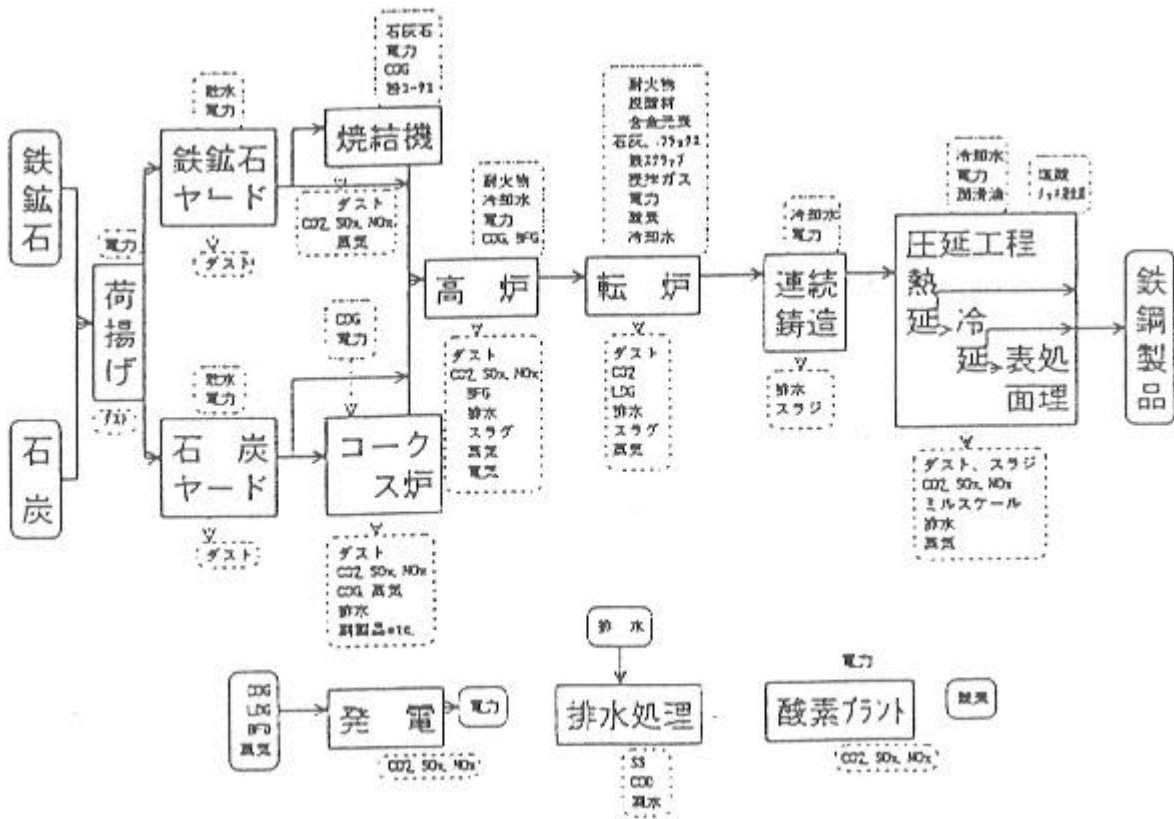 鉄鉱石
石炭
電力
荷揚げ
散水
電力
鉄鉱石
ヤード
ダスト
散水
電力
石炭
ヤード
ダスト
石灰石
電力
COG
粉コークス
焼結機
ダスト
CO2, SOx, NOx
蒸気
COG
電力
コーク
ス炉
ダスト
CO2, SOx, NOx
COG, 蒸気
排水
副製品etc.
耐火物
冷却水
電力
COG, BFG
高炉
ダスト
CO2, SOx, NOx
BFG
排水
スラグ
蒸気
電気
耐火物
脱酸材
合金元素
石灰、フラックス
鉄スクラップ
撹拌ガス
電力
酸素
冷却水
転炉
ダスト
CO2
LDG
排水
スラグ
蒸気
冷却水
電力
連続
鋳造
排水
スラジ
冷却水
電力
潤滑油
塩酸
圧延工程
熱延
冷延
表面処理
ダスト、スラジ
CO2, SOx, NOx
ミルスケール
排水
蒸気
鉄鋼製品
COG
LDG
BFG
蒸気
発電
電力
CO2, SOx, NOx
排水
排水処理
SS
COD
電力
酸素プラント
酸素
CO2, SOx, NOx